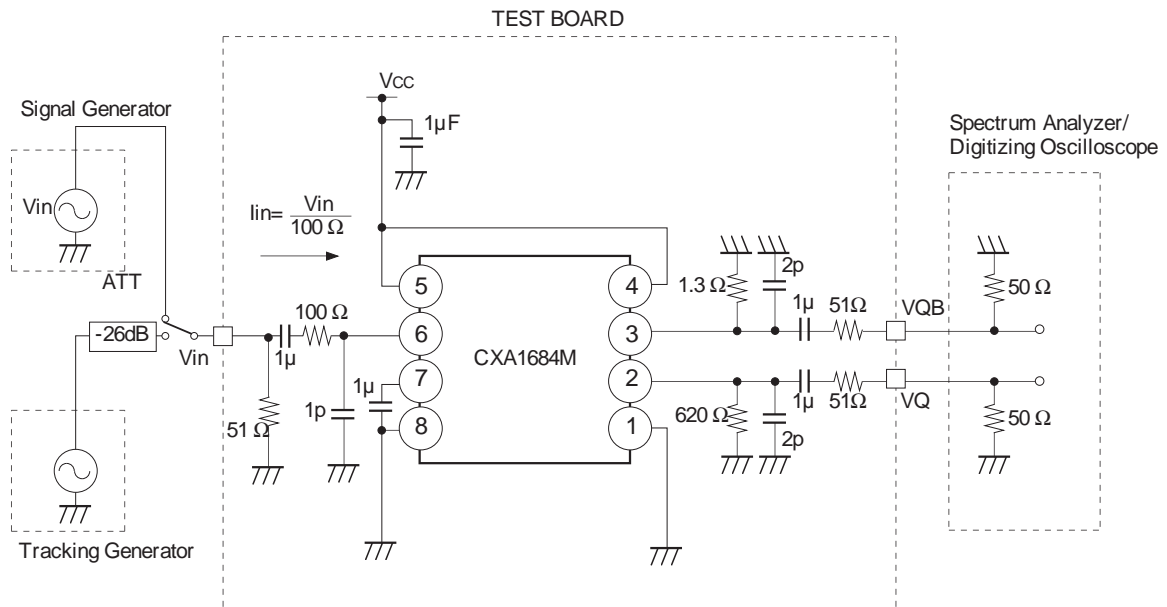 TEST BOARD
Vcc
Signal Generator
1μF
Spectrum Analyzer/
Digitizing Oscilloscope
Vin
Iin= Vin
100 Ω
ATT
5
4
1.3 Ω
2p
50 Ω
100 Ω
1μ
51Ω
-26dB
Vin
1μ
6
3
VQB
CXA1684M
7
2
1μ
1p
51 Ω
8
1
620 Ω
1μ
51Ω
2p
VQ
50 Ω
Tracking Generator